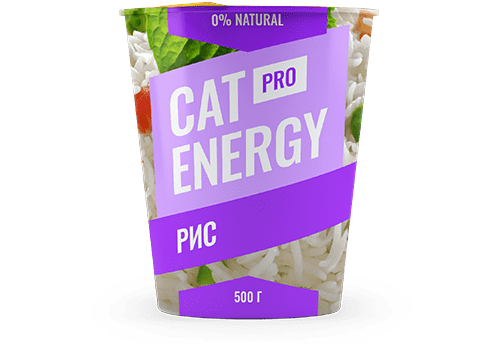 0% NATURAL
CAT PRO
ENERGY
РИС
500 Г